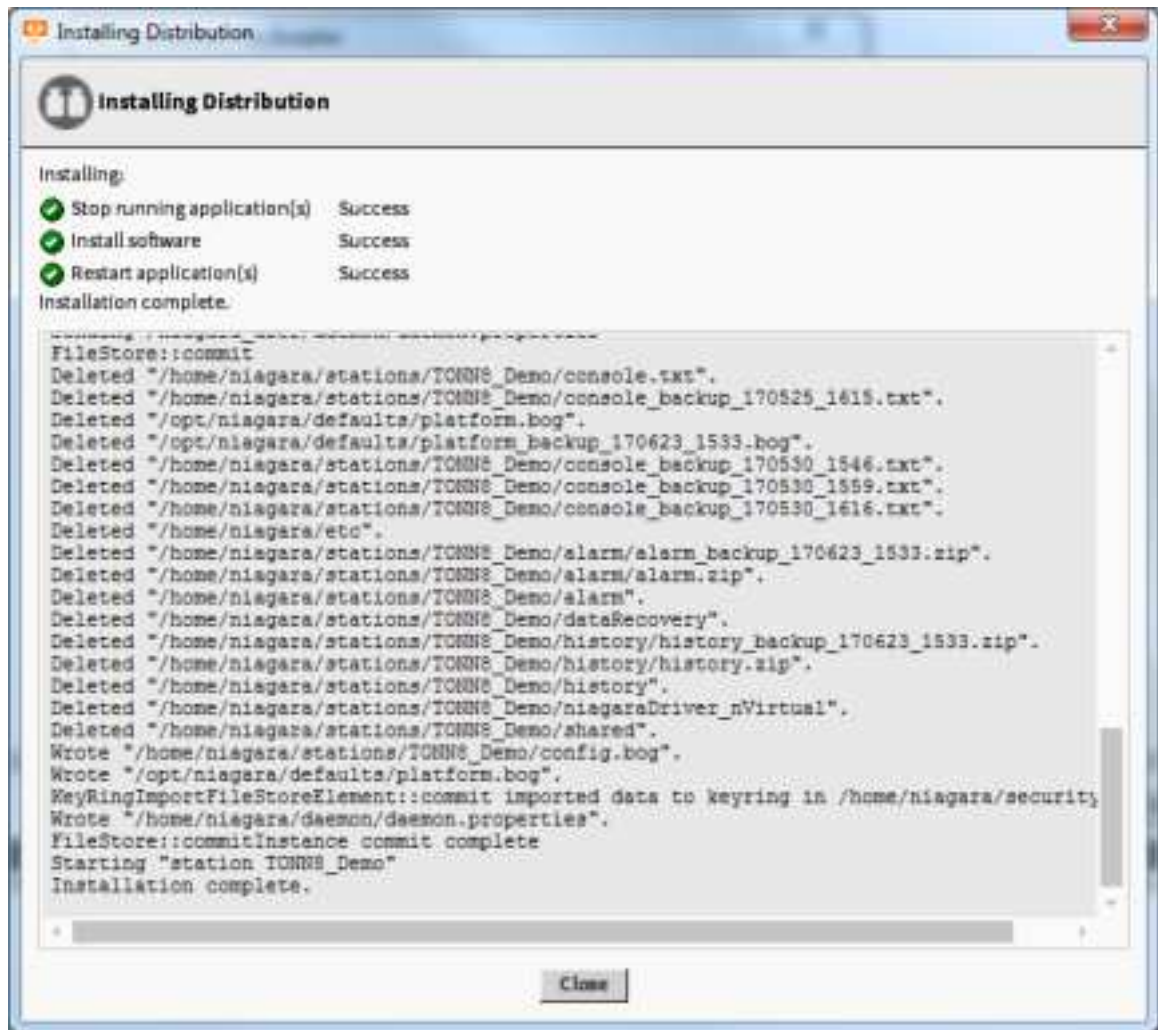 Installing Distribution
Installing Distribution
Installing:
Stop running application(s) Success
Install software Success
Restart application(s) Success
Installation complete.
FileStore::commit
Deleted "/home/niagara/stations/TONN8_Demo/console.txt".
Deleted "/home/niagara/stations/TONN8_Demo/console_backup_170525_1615.txt".
Deleted "/opt/niagara/defaults/platform.bog".
Deleted "/opt/niagara/defaults/platform_backup_170623_1533.bog".
Deleted "/home/niagara/stations/TONN8_Demo/console_backup_170530_1546.txt".
Deleted "/home/niagara/stations/TONN8_Demo/console_backup_170530_1559.txt".
Deleted "/home/niagara/stations/TONN8_Demo/console_backup_170530_1616.txt".
Deleted "/home/niagara/etc".
Deleted "/home/niagara/stations/TONN8_Demo/alarm/alarm_backup_170623_1533.zip".
Deleted "/home/niagara/stations/TONN8_Demo/alarm/alarm.zip".
Deleted "/home/niagara/stations/TONN8_Demo/alarm".
Deleted "/home/niagara/stations/TONN8_Demo/dataRecovery".
Deleted "/home/niagara/stations/TONN8_Demo/history/history_backup_170623_1533.zip".
Deleted "/home/niagara/stations/TONN8_Demo/history/history.zip".
Deleted "/home/niagara/stations/TONN8_Demo/history".
Deleted "/home/niagara/stations/TONN8_Demo/niagaraDriver_nVirtual".
Deleted "/home/niagara/stations/TONN8_Demo/shared".
Wrote "/home/niagara/stations/TONN8_Demo/config.bog".
Wrote "/opt/niagara/defaults/platform.bog".
KeyRingImportFileStoreElement::commit imported data to keyring in /home/niagara/security
Wrote "/home/niagara/daemon/daemon.properties".
FileStore::commitInstance commit complete
Starting "station TONN8_Demo"
Installation complete.
Close